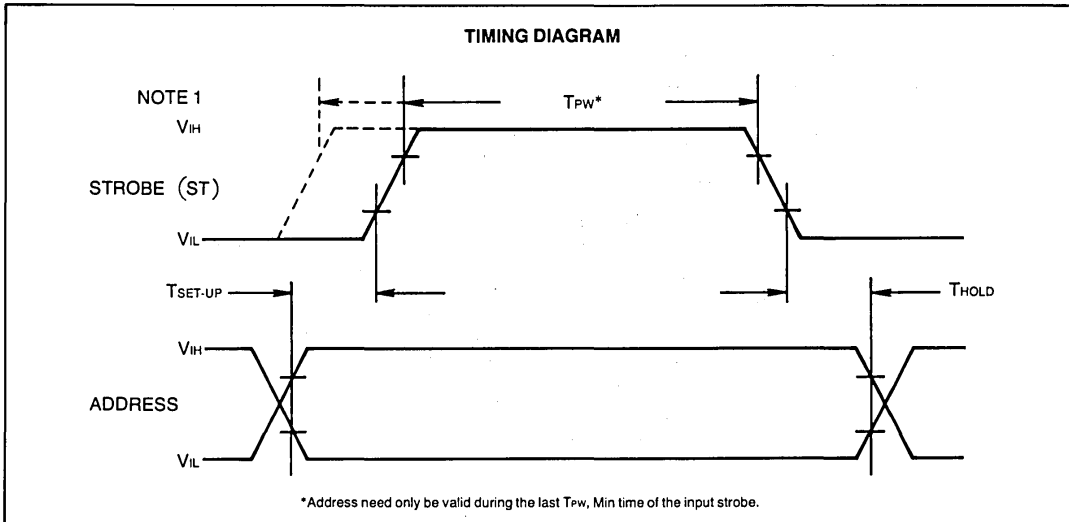 TIMING DIAGRAM
NOTE 1
TPW*
VIH
STROBE (ST)
VIL
TSET-UP
THOLD
VIH
ADDRESS
VIL
*Address need only be valid during the last TPW, Min time of the input strobe.